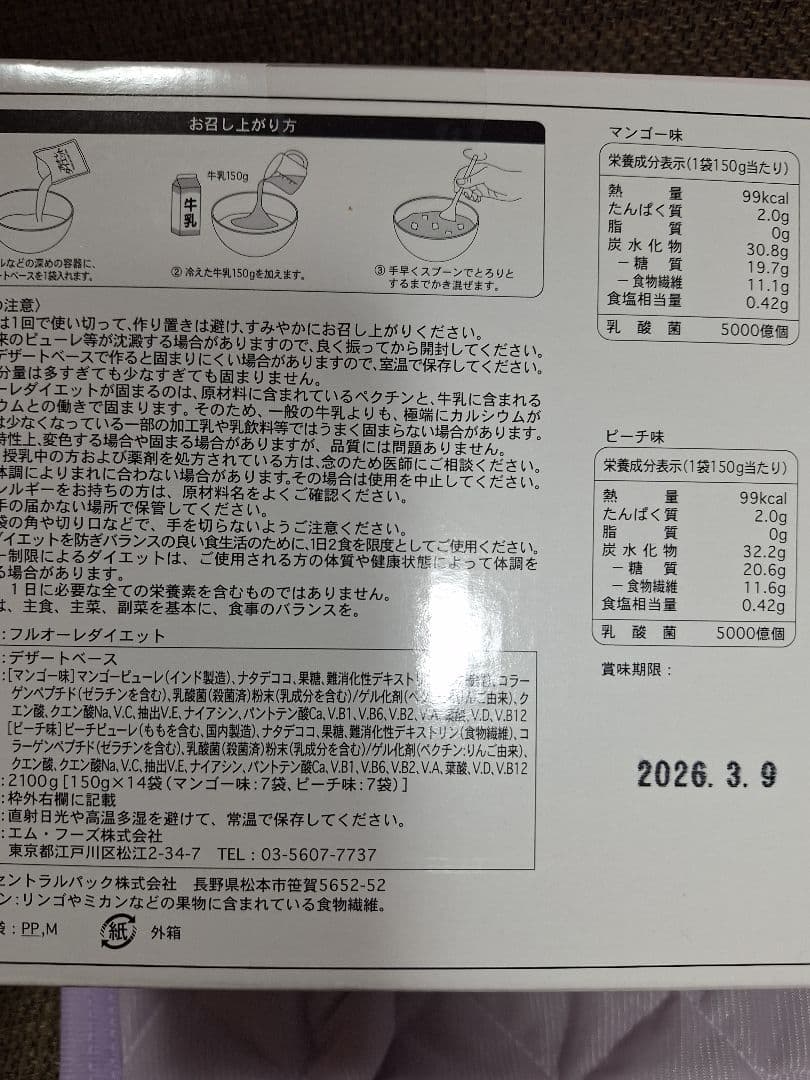 お召し上がり方
牛乳150g
牛乳
ルなどの深めの容器に、
ートベースを1袋入れます。
② 冷えた牛乳150gを加えます。
③ 手早くスプーンでとろりと
するまでかき混ぜます。
の注意〉
は1回で使い切って、作り置きは避け、すみやかにお召し上がりください。
来のピューレ等が沈澱する場合がありますので、良く振ってから開封してください。
デザートベースで作ると固まりにくい場合がありますので、室温で保存してください。
分量は多すぎても少なすぎても固まりません。
ーレダイエットが固まるのは、原材料に含まれているペクチンと、牛乳に含まれる
ウムとの働きで固まります。そのため、一般の牛乳よりも、極端にカルシウムが
は少なくなっている一部の加工乳や乳飲料等ではうまく固まらない場合があります。
特性上、変色する場合や固まる場合がありますが、品質には問題ありません。
授乳中の方および薬剤を処方されている方は、念のため医師にご相談ください。
体調によりまれに合わない場合があります。その場合は使用を中止してください。
レルギーをお持ちの方は、原材料名をよくご確認ください。
手の届かない場所で保管してください。
袋の角や切り口などで、手を切らないようご注意ください。
ダイエットを防ぎバランスの良い食生活のために、1日2食を限度としてご使用ください。
ー制限によるダイエットは、ご使用される方の体質や健康状態によって体調を
る場合があります。
1日に必要な全ての栄養素を含むものではありません。
は、主食、主菜、副菜を基本に、食事のバランスを。
:フルオーレダイエット
:デザートベース
:[マンゴー味]マンゴーピューレ(インド製造)、ナタデココ、果糖、難消化性デキスト 、コラー
ゲンペプチド(ゼラチンを含む)、乳酸菌(殺菌済)粉末(乳成分を含む)/ゲル化剤(ペク りんご由来)、ク
エン酸、クエン酸Na、V.C、抽出V.E、ナイアシン、パントテン酸Ca、V.B1、V.B6、V.B2、V.A、葉酸、V.D、V.B12
[ピーチ味]ピーチピューレ(ももを含む、国内製造)、ナタデココ、果糖、難消化性デキストリン(食物繊維)、コ
ラーゲンペプチド(ゼラチンを含む)、乳酸菌(殺菌済)粉末(乳成分を含む)/ゲル化剤(ペクチン:りんご由来)、
クエン酸、クエン酸Na、V.C、抽出V.E、ナイアシン、パントテン酸Ca、V.B1、V.B6、V.B2、V.A、葉酸、V.D、V.B12
:2100g[150g×14袋(マンゴー味:7袋、ピーチ味:7袋)]
:枠外右欄に記載
:直射日光や高温多湿を避けて、常温で保存してください。
:エム・フーズ株式会社
東京都江戸川区松江2-34-7 TEL:03-5607-7737
セントラルパック株式会社 長野県松本市笹賀5652-52
ン:リンゴやミカンなどの果物に含まれている食物繊維。
袋:PP,M
紙 外箱
マンゴー味
栄養成分表示(1袋150g当たり)
熱量 99kcal
たんぱく質 2.0g
脂質 0g
炭水化物 30.8g
－糖質 19.7g
－食物繊維 11.1g
食塩相当量 0.42g
乳酸菌 5000億個
ピーチ味
栄養成分表示(1袋150g当たり)
熱量 99kcal
たんぱく質 2.0g
脂質 0g
炭水化物 32.2g
－糖質 20.6g
－食物繊維 11.6g
食塩相当量 0.42g
乳酸菌 5000億個
賞味期限:
2026. 3. 9